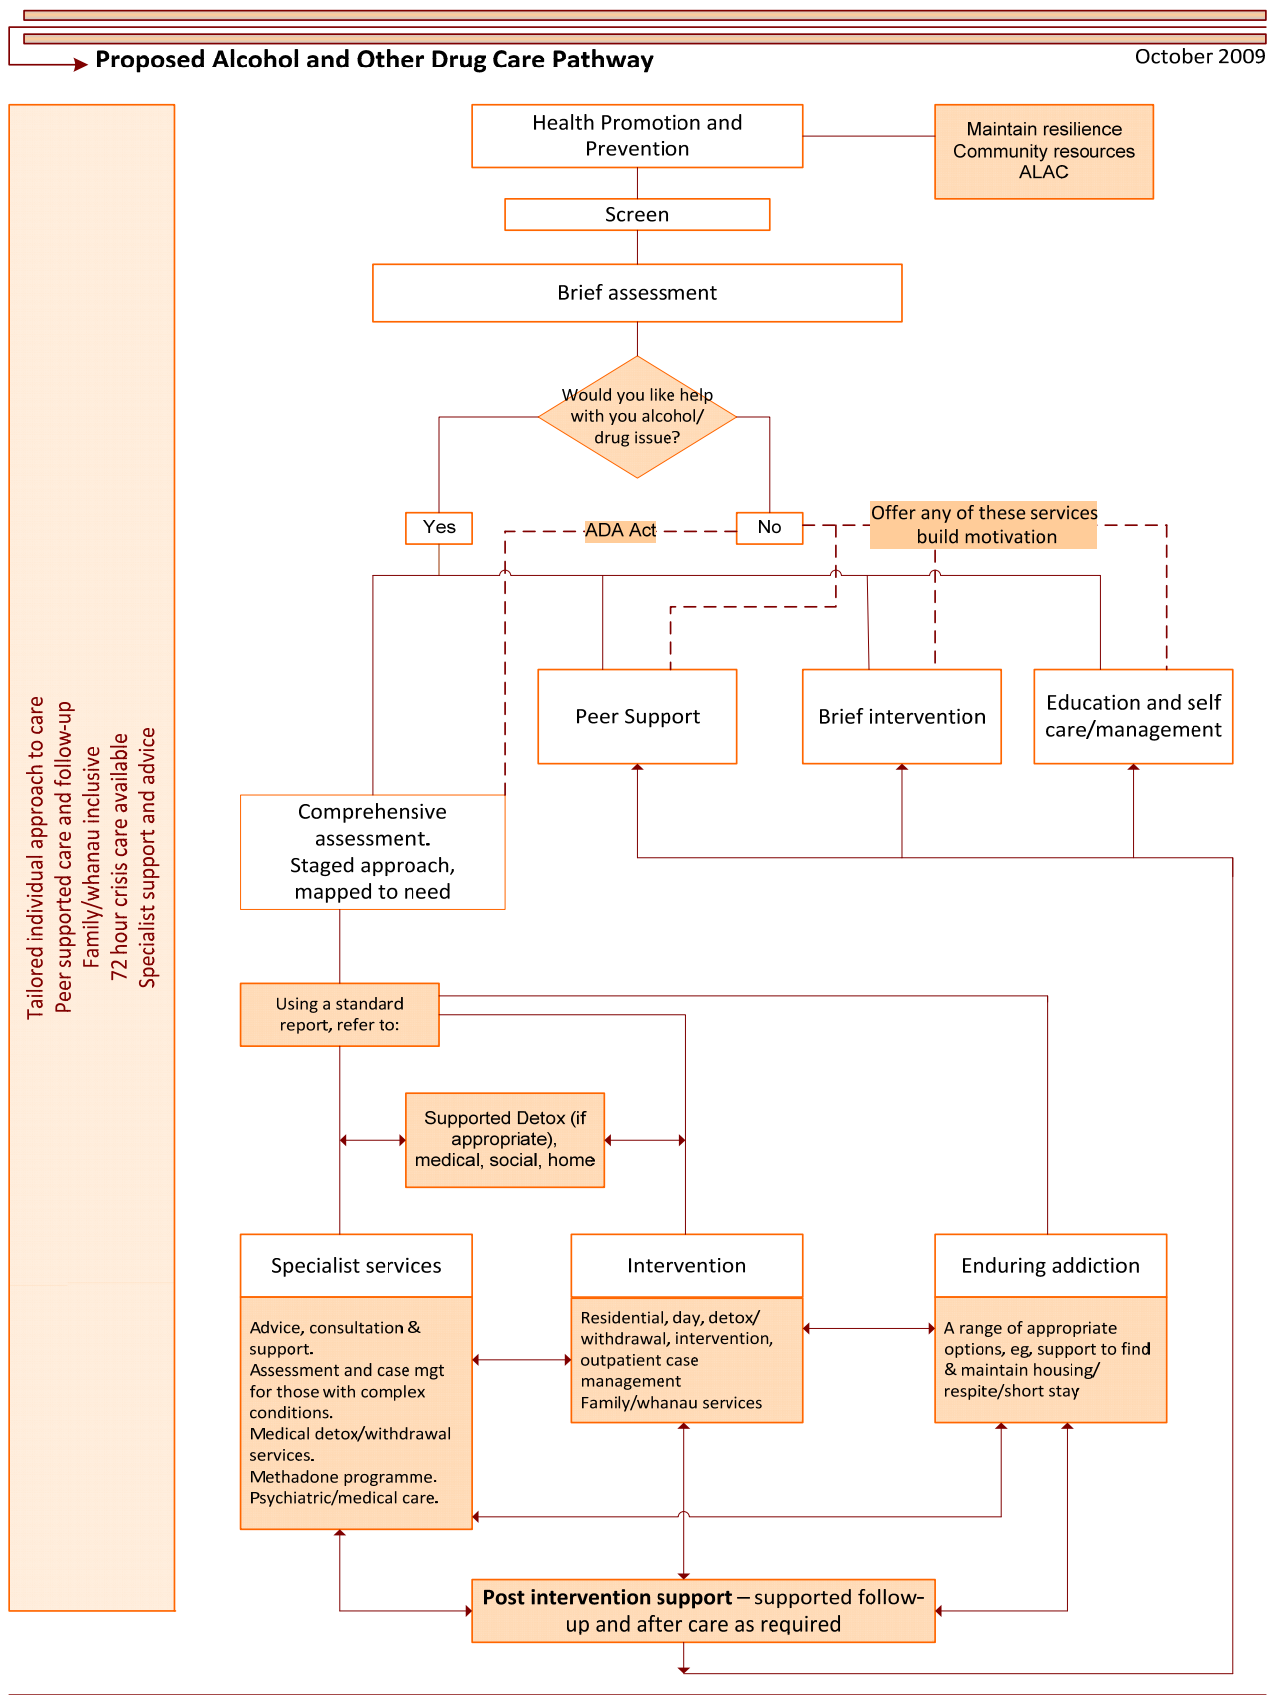 Proposed Alcohol and Other Drug Care Pathway
October 2009
Tailored individual approach to care
Peer supported care and follow-up
Family/whanau inclusive
72 hour crisis care available
Specialist support and advice
Health Promotion and
Prevention
Maintain resilience
Community resources
ALAC
Screen
Brief assessment
Would you like help
with you alcohol/
drug issue?
Yes
ADA Act
No
Offer any of these services
build motivation
Peer Support
Brief intervention
Education and self
care/management
Comprehensive
assessment.
Staged approach,
mapped to need
Using a standard
report, refer to:
Supported Detox (if
appropriate),
medical, social, home
Specialist services
Advice, consultation &
support.
Assessment and case mgt
for those with complex
conditions.
Medical detox/withdrawal
services.
Methadone programme.
Psychiatric/medical care.
Intervention
Residential, day, detox/
withdrawal, intervention,
outpatient case
management
Family/whanau services
Enduring addiction
A range of appropriate
options, eg, support to find
& maintain housing/
respite/short stay
Post intervention support – supported follow-
up and after care as required